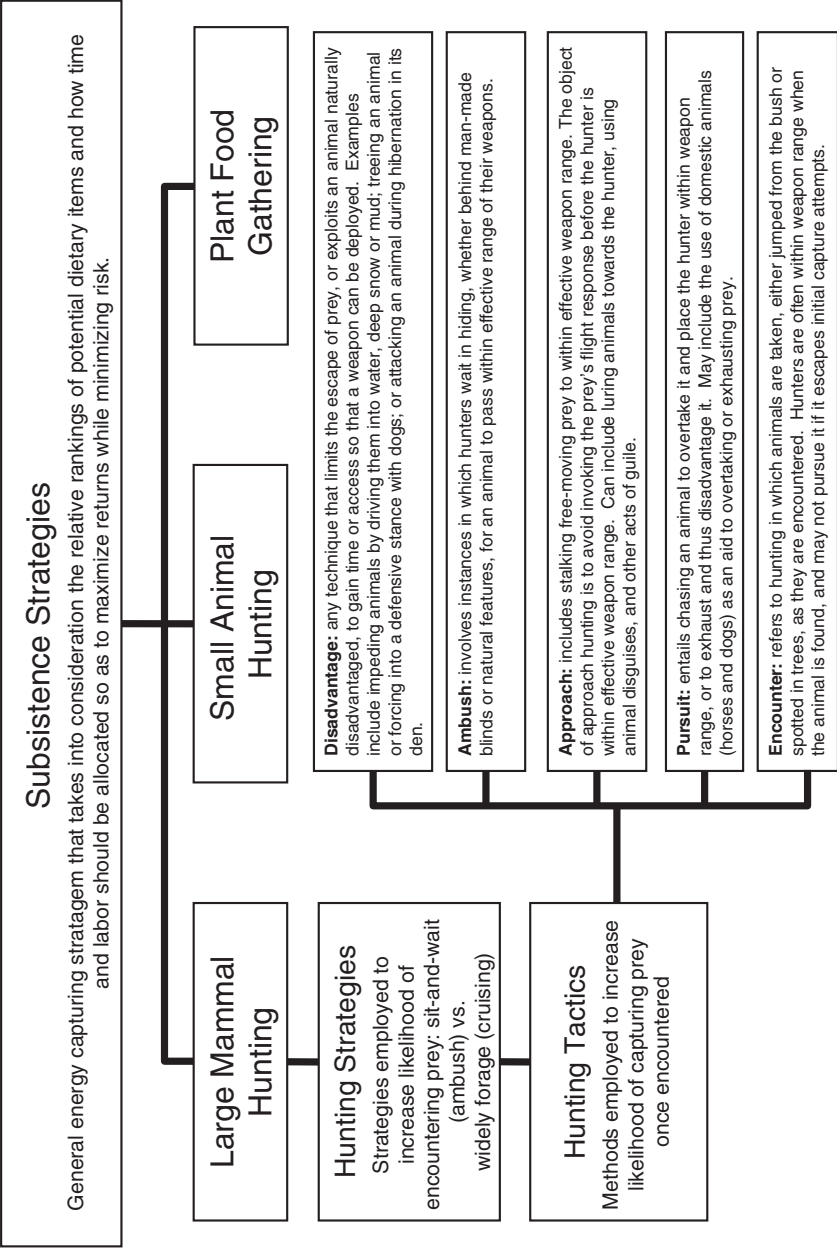 Subsistence Strategies
General energy capturing stratagem that takes into consideration the relative rankings of potential dietary items and how time
and labor should be allocated so as to maximize returns while minimizing risk.
Large Mammal
Hunting
Small Animal
Hunting
Plant Food
Gathering
Hunting Strategies
Strategies employed to
increase likelihood of
encountering prey: sit-and-wait
(ambush) vs.
widely forage (cruising)
Hunting Tactics
Methods employed to increase
likelihood of capturing prey
once encountered
Disadvantage: any technique that limits the escape of prey, or exploits an animal naturally
disadvantaged, to gain time or access so that a weapon can be deployed. Examples
include impeding animals by driving them into water, deep snow or mud; treeing an animal
or forcing into a defensive stance with dogs; or attacking an animal during hibernation in its
den.
Ambush: involves instances in which hunters wait in hiding, whether behind man-made
blinds or natural features, for an animal to pass within effective range of their weapons.
Approach: includes stalking free-moving prey to within effective weapon range. The object
of approach hunting is to avoid invoking the prey's flight response before the hunter is
within effective weapon range. Can include luring animals towards the hunter, using
animal disguises, and other acts of guile.
Pursuit: entails chasing an animal to overtake it and place the hunter within weapon
range, or to exhaust and thus disadvantage it. May include the use of domestic animals
(horses and dogs) as an aid to overtaking or exhausting prey.
Encounter: refers to hunting in which animals are taken, either jumped from the bush or
spotted in trees, as they are encountered. Hunters are often within weapon range when
the animal is found, and may not pursue it if it escapes initial capture attempts.